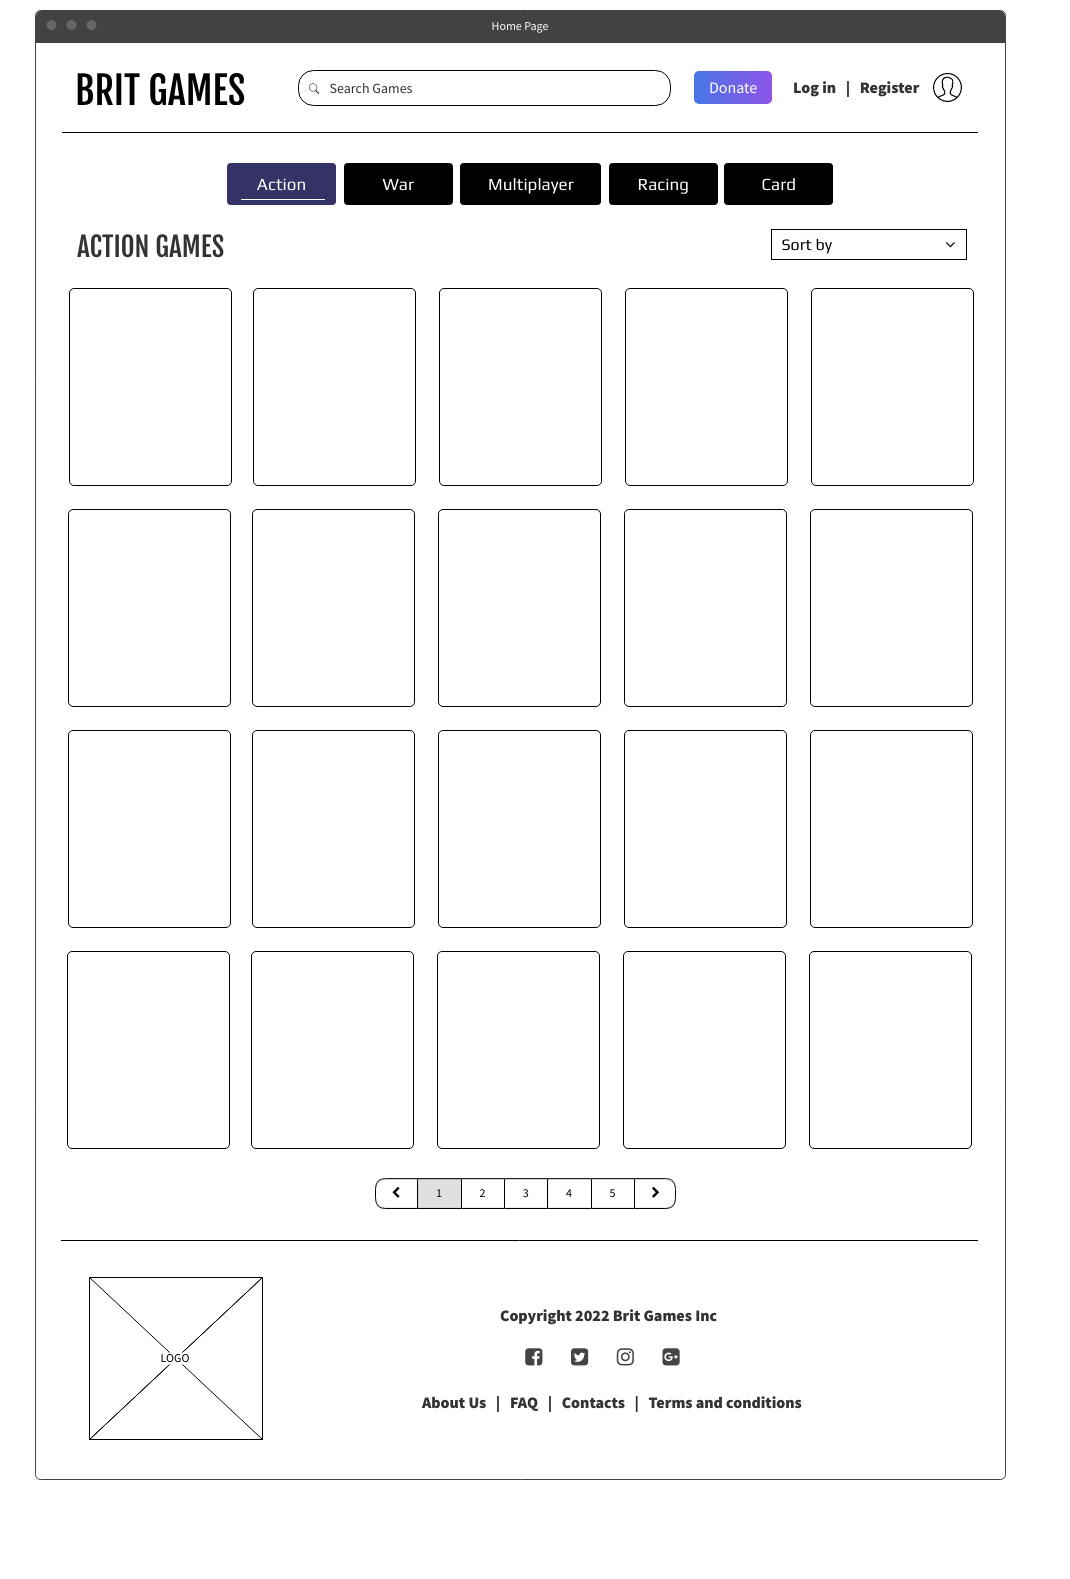 Home Page
BRIT GAMES
Search Games
Donate
Log in | Register
Action
War
Multiplayer
Racing
Card
ACTION GAMES
Sort by
1 2 3 4 5
Copyright 2022 Brit Games Inc
LOGO
About Us | FAQ | Contacts | Terms and conditions